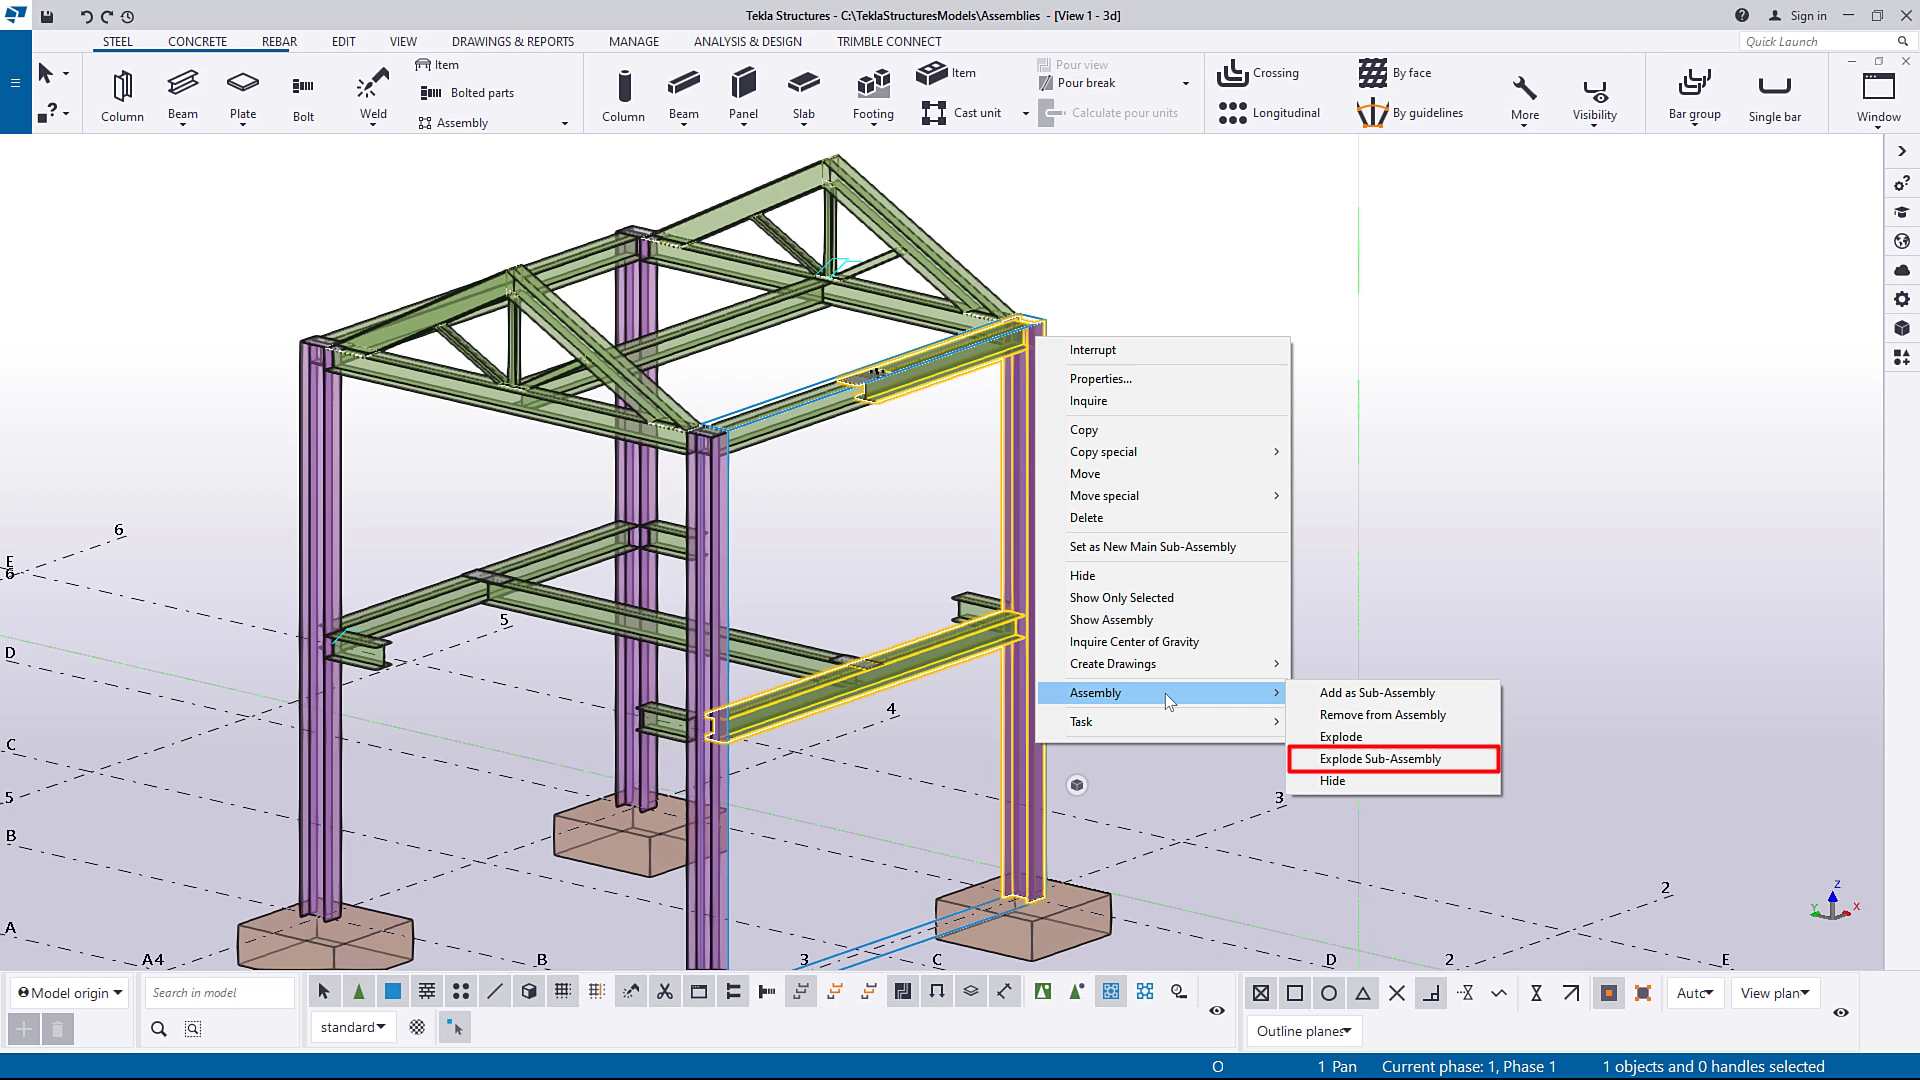 Tekla Structures - C:\TeklaStructuresModels\Assemblies - [View 1 - 3d]
Sign in
STEEL CONCRETE REBAR EDIT VIEW DRAWINGS & REPORTS MANAGE ANALYSIS & DESIGN TRIMBLE CONNECT
Quick Launch
Column
Beam
Plate
Bolt
Weld
Item
Bolted parts
Assembly
Column
Beam
Panel
Slab
Footing
Item
Cast unit
Pour view
Pour break
Calculate pour units
Crossing
Longitudinal
By face
By guidelines
More
Visibility
Bar group
Single bar
Window
Interrupt
Properties...
Inquire
Copy
Copy special
Move
Move special
Delete
Set as New Main Sub-Assembly
Hide
Show Only Selected
Show Assembly
Inquire Center of Gravity
Create Drawings
Assembly
Task
Add as Sub-Assembly
Remove from Assembly
Explode
Explode Sub-Assembly
Hide
6
E
6
5
D
4
C
5
3
B
2
A
A4
B
3
C
D
2
E
Z
Y
X
Model origin
Search in model
standard
Auto
View plan
Outline planes
O
1 Pan
Current phase: 1, Phase 1
1 objects and 0 handles selected